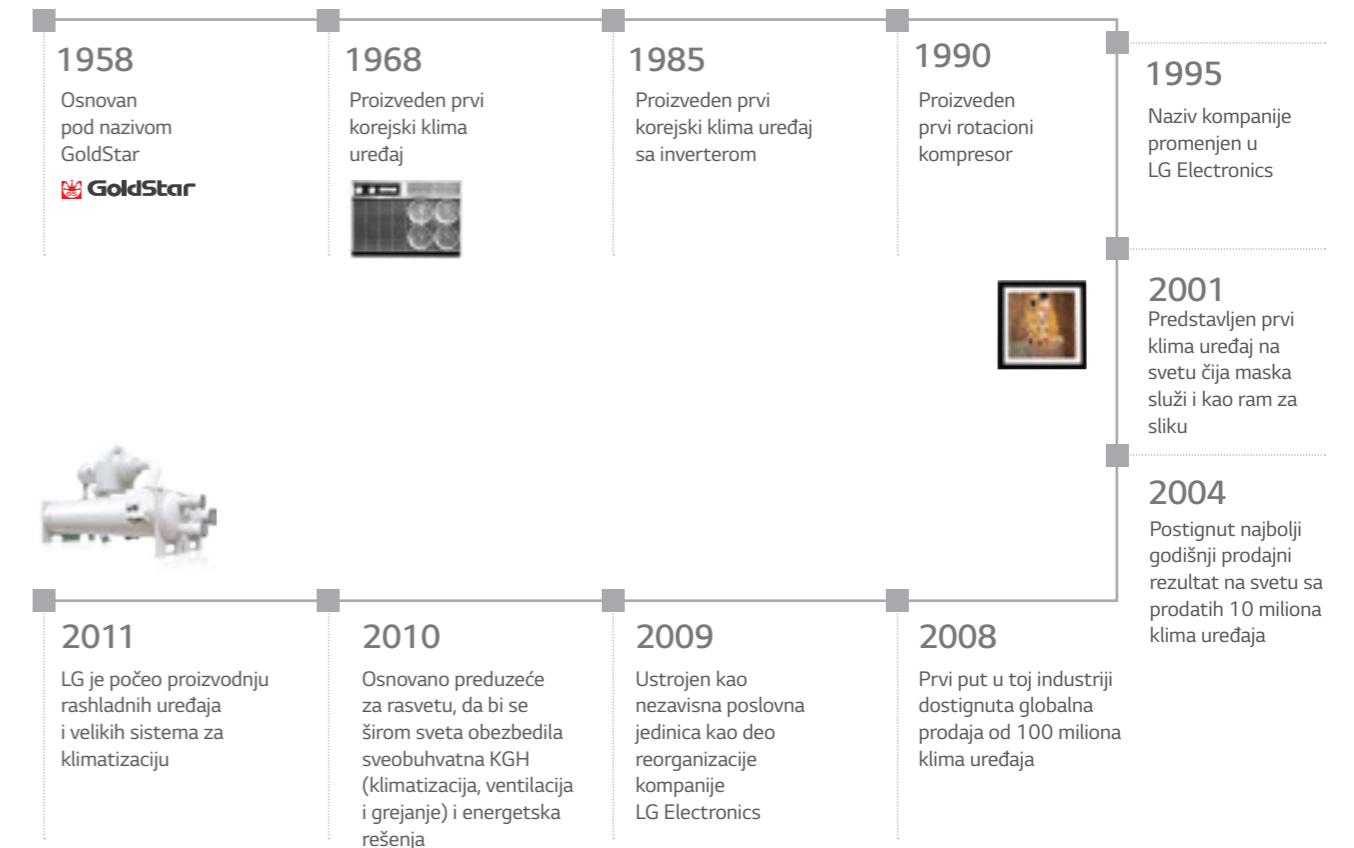 1958
Osnovan
pod nazivom
GoldStar
GoldStar
1968
Proizveden prvi
korejski klima
uređaj
1985
Proizveden prvi
korejski klima uređaj
sa inverterom
1990
Proizveden
prvi rotacioni
kompresor
1995
Naziv kompanije
promenjen u
LG Electronics
2001
Predstavljen prvi
klima uređaj na
svetu čija maska
služi i kao ram za
sliku
2004
Postignut najbolji
godišnji prodajni
rezultat na svetu sa
prodatih 10 miliona
klima uređaja
2008
Prvi put u toj industriji
dostignuta globalna
prodaja od 100 miliona
klima uređaja
2009
Ustrojen kao
nezavisna poslovna
jedinica kao deo
reorganizacije
kompanije
LG Electronics
2010
Osnovano preduzeće
za rasvetu, da bi se
širom sveta obezbedila
sveobuhvatna KGH
(klimatizacija, ventilacija
i grejanje) i energetska
rešenja
2011
LG je počeo proizvodnju
rashladnih uređaja
i velikih sistema za
klimatizaciju